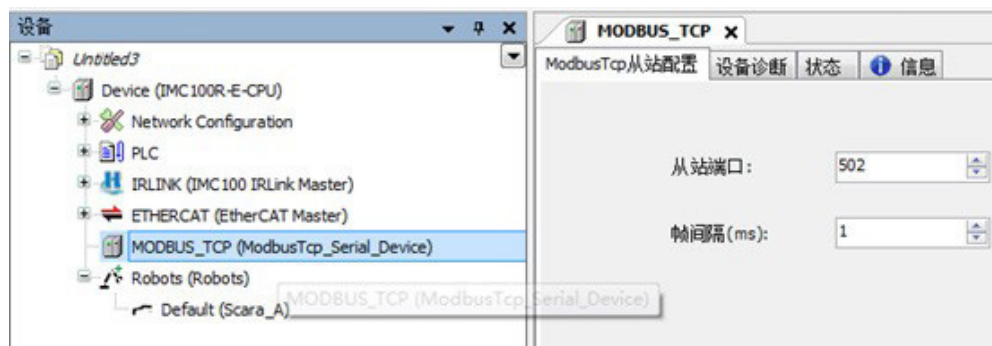 设备
Untitled3
Device (IMC100R-E-CPU)
Network Configuration
PLC
IRLINK (IMC100 IRLink Master)
ETHERCAT (EtherCAT Master)
MODBUS_TCP (ModbusTcp_Serial_Device)
Robots (Robots)
MODBUS_TCP (ModbusTcp_Serial_Device)
Default (Scara_A)
MODBUS_TCP
ModbusTcp从站配置 设备诊断 状态 信息
从站端口: 502
帧间隔(ms): 1